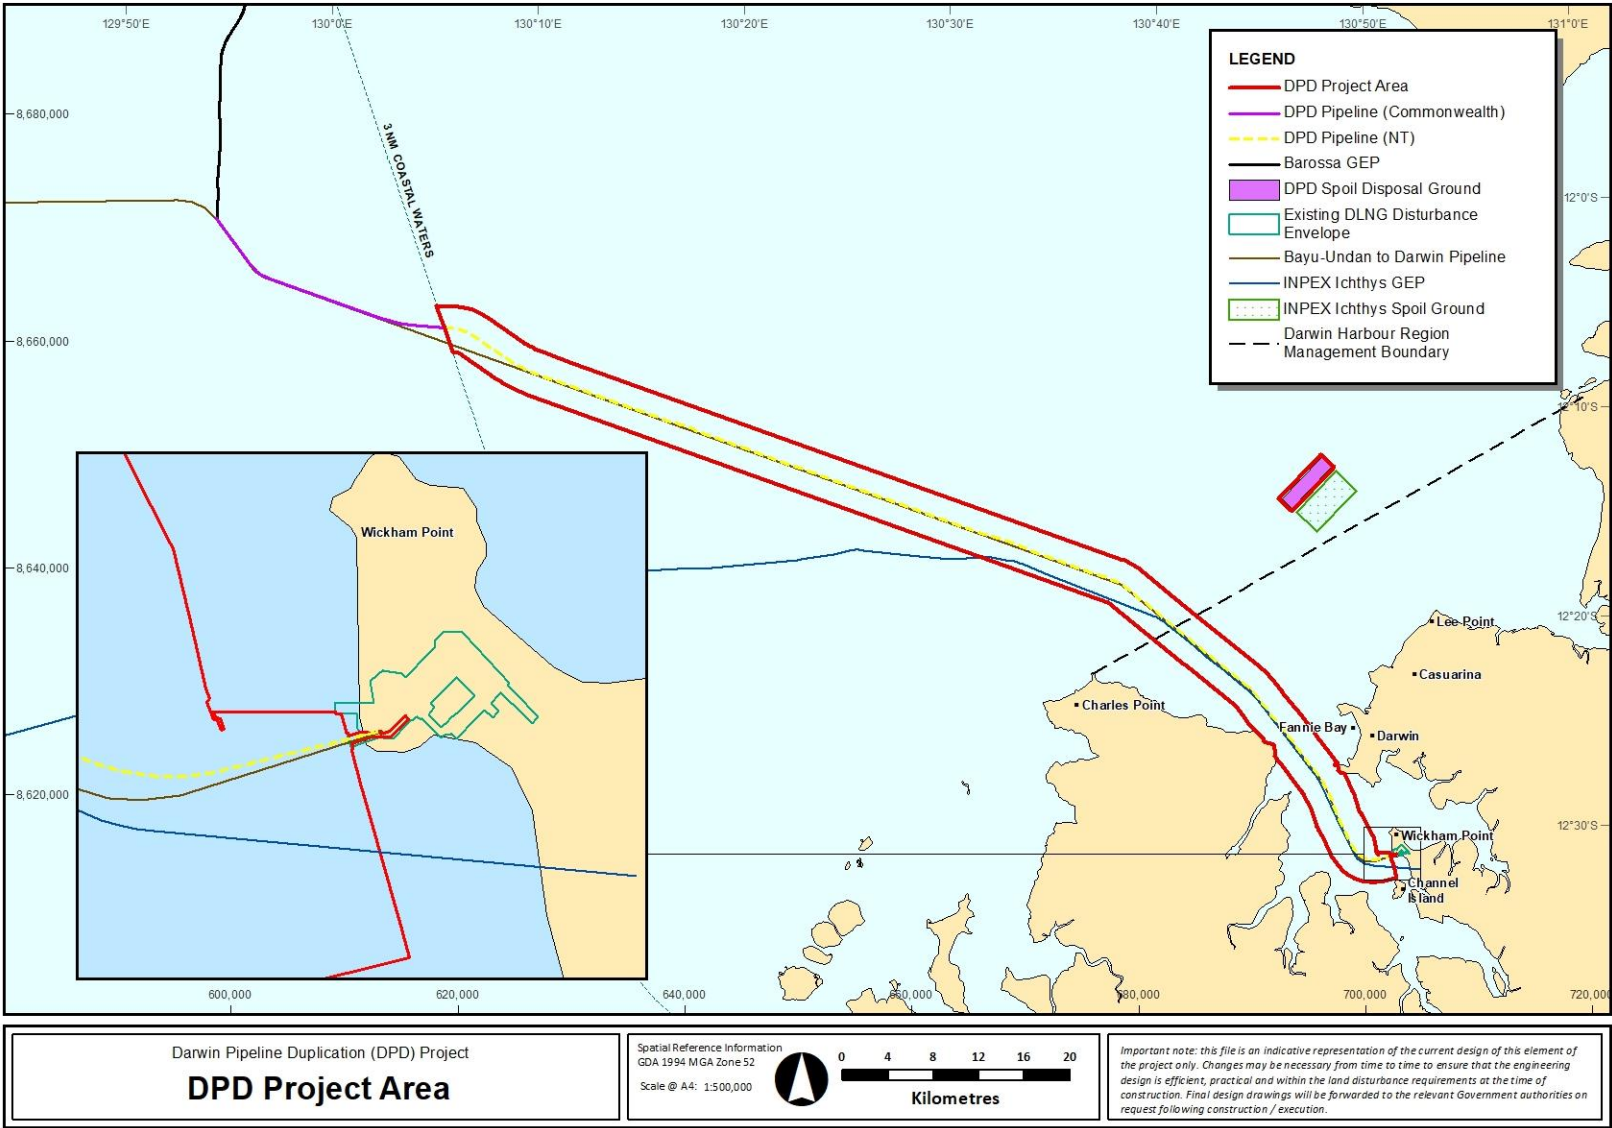 129°50'E
130°0'E
130°10'E
130°20'E
130°30'E
130°40'E
130°50'E
131°0'E
LEGEND
DPD Project Area
DPD Pipeline (Commonwealth)
DPD Pipeline (NT)
Barossa GEP
DPD Spoil Disposal Ground
Existing DLNG Disturbance
Envelope
Bayu-Undan to Darwin Pipeline
INPEX Ichthys GEP
INPEX Ichthys Spoil Ground
Darwin Harbour Region
Management Boundary
8,680,000
3 NM COASTAL WATERS
12°0'S
8,660,000
12°10'S
Wickham Point
8,640,000
12°20'S
Lee Point
Casuarina
Charles Point
Fannie Bay
Darwin
8,620,000
12°30'S
Wickham Point
Channel
Island
600,000
620,000
640,000
660,000
680,000
700,000
720,000
Darwin Pipeline Duplication (DPD) Project
DPD Project Area
Spatial Reference Information
GDA 1994 MGA Zone 52
Scale @ A4: 1:500,000
0 4 8 12 16 20
Kilometres
Important note: this file is an indicative representation of the current design of this element of
the project only. Changes may be necessary from time to time to ensure that the engineering
design is efficient, practical and within the land disturbance requirements at the time of
construction. Final design drawings will be forwarded to the relevant Government authorities on
request following construction / execution.